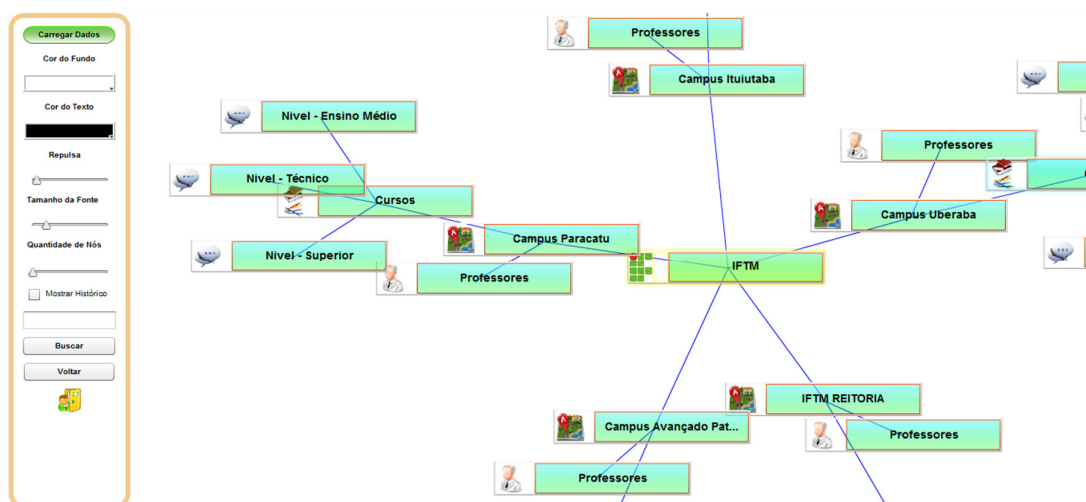 Carregar Dados
Cor do Fundo
Cor do Texto
Repulsa
Tamanho da Fonte
Quantidade de Nós
Mostrar Histórico
Buscar
Voltar
Professores
Campus Ituiutaba
Nivel - Ensino Médio
Nivel - Técnico
Cursos
Nivel - Superior
Campus Paracatu
Professores
IFTM
Professores
Campus Uberaba
IFTM REITORIA
Professores
Campus Avançado Pat...
Professores